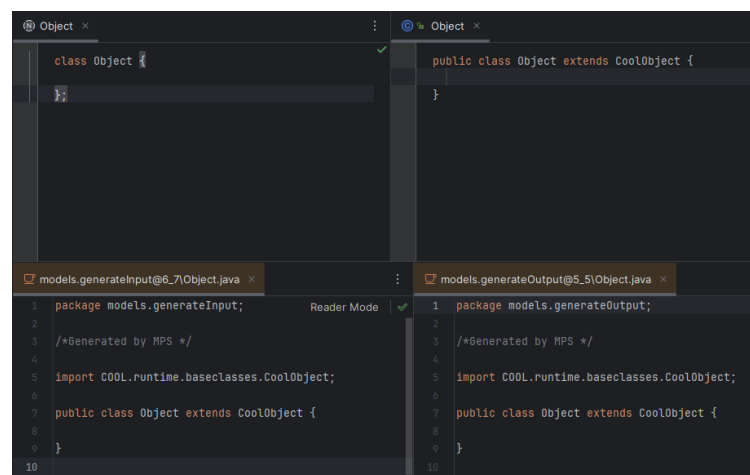 Object
class Object {
};
Object
public class Object extends CoolObject {
}
models.generateInput@6_7\Object.java
Reader Mode
1 package models.generateInput;
2
3 /*Generated by MPS */
4
5 import COOL.runtime.baseclasses.CoolObject;
6
7 public class Object extends CoolObject {
8
9 }
10
models.generateOutput@5_5\Object.java
1 package models.generateOutput;
2
3 /*Generated by MPS */
4
5 import COOL.runtime.baseclasses.CoolObject;
6
7 public class Object extends CoolObject {
8
9 }
10